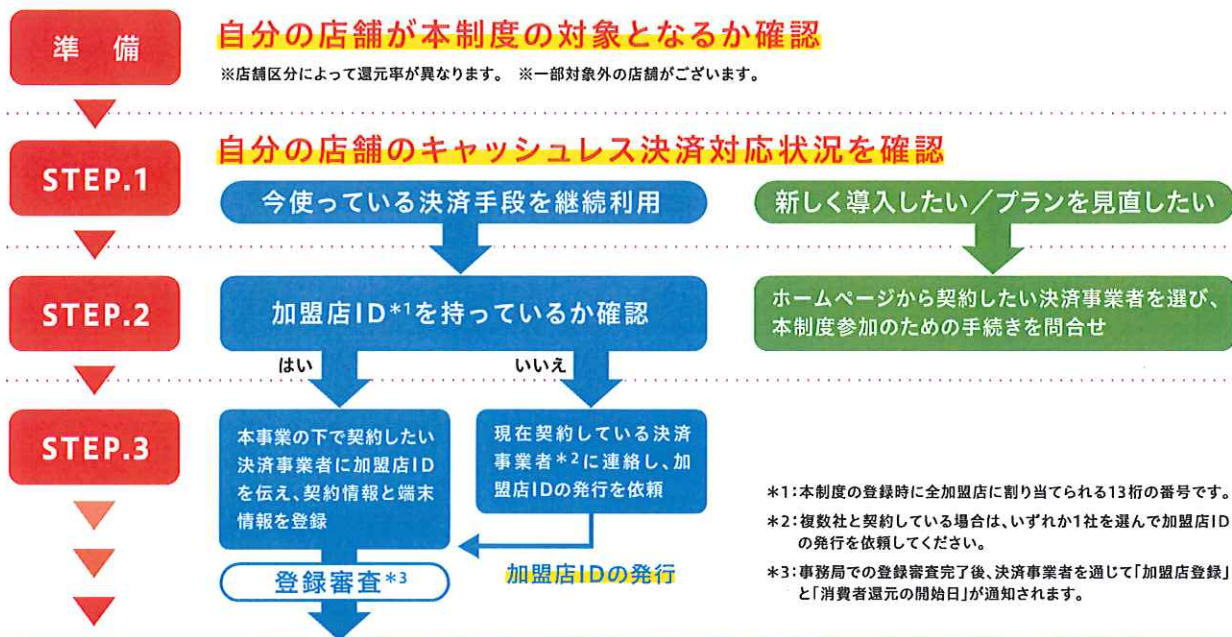 準備
自分の店舗が本制度の対象となるか確認
※店舗区分によって還元率が異なります。 ※一部対象外の店舗がございます。
STEP.1
自分の店舗のキャッシュレス決済対応状況を確認
今使っている決済手段を継続利用
新しく導入したい/プランを見直したい
STEP.2
加盟店ID*1を持っているか確認
ホームページから契約したい決済事業者を選び、
本制度参加のための手続きを問合せ
はい
いいえ
STEP.3
本事業の下で契約したい
決済事業者に加盟店ID
を伝え、契約情報と端末
情報を登録
現在契約している決済
事業者*2に連絡し、加
盟店IDの発行を依頼
加盟店IDの発行
登録審査*3
*1:本制度の登録時に全加盟店に割り当てられる13桁の番号です。
*2:複数社と契約している場合は、いずれか1社を選んで加盟店ID
の発行を依頼してください。
*3:事務局での登録審査完了後、決済事業者を通じて「加盟店登録」
と「消費者還元の開始日」が通知されます。